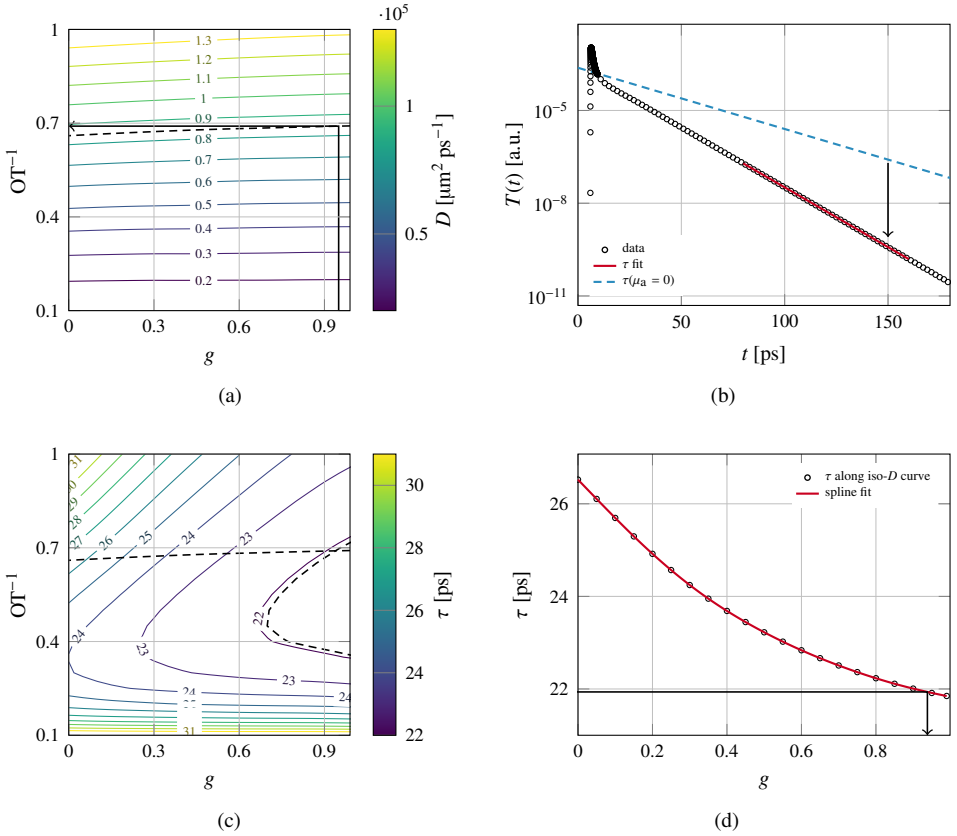 ·10⁵
1
0.7
0.4
0.1
OT⁻¹
1.3
1.2
1.1
1
0.9
0.8
0.7
0.6
0.5
0.4
0.3
0.2
0 0.3 0.6 0.9
g
1
0.5
D [μm² ps⁻¹]
(a)
10⁻⁵
10⁻⁸
10⁻¹¹
T(t) [a.u.]
data
τ fit
τ(μₐ = 0)
0 50 100 150
t [ps]
(b)
1
0.7
0.4
0.1
OT⁻¹
31
30
29
28
27
26
25
24
23
24
23
22
23
24
24
31
0 0.3 0.6 0.9
g
30
28
26
24
22
τ [ps]
(c)
26
24
22
τ [ps]
τ along iso-D curve
spline fit
0 0.2 0.4 0.6 0.8
g
(d)